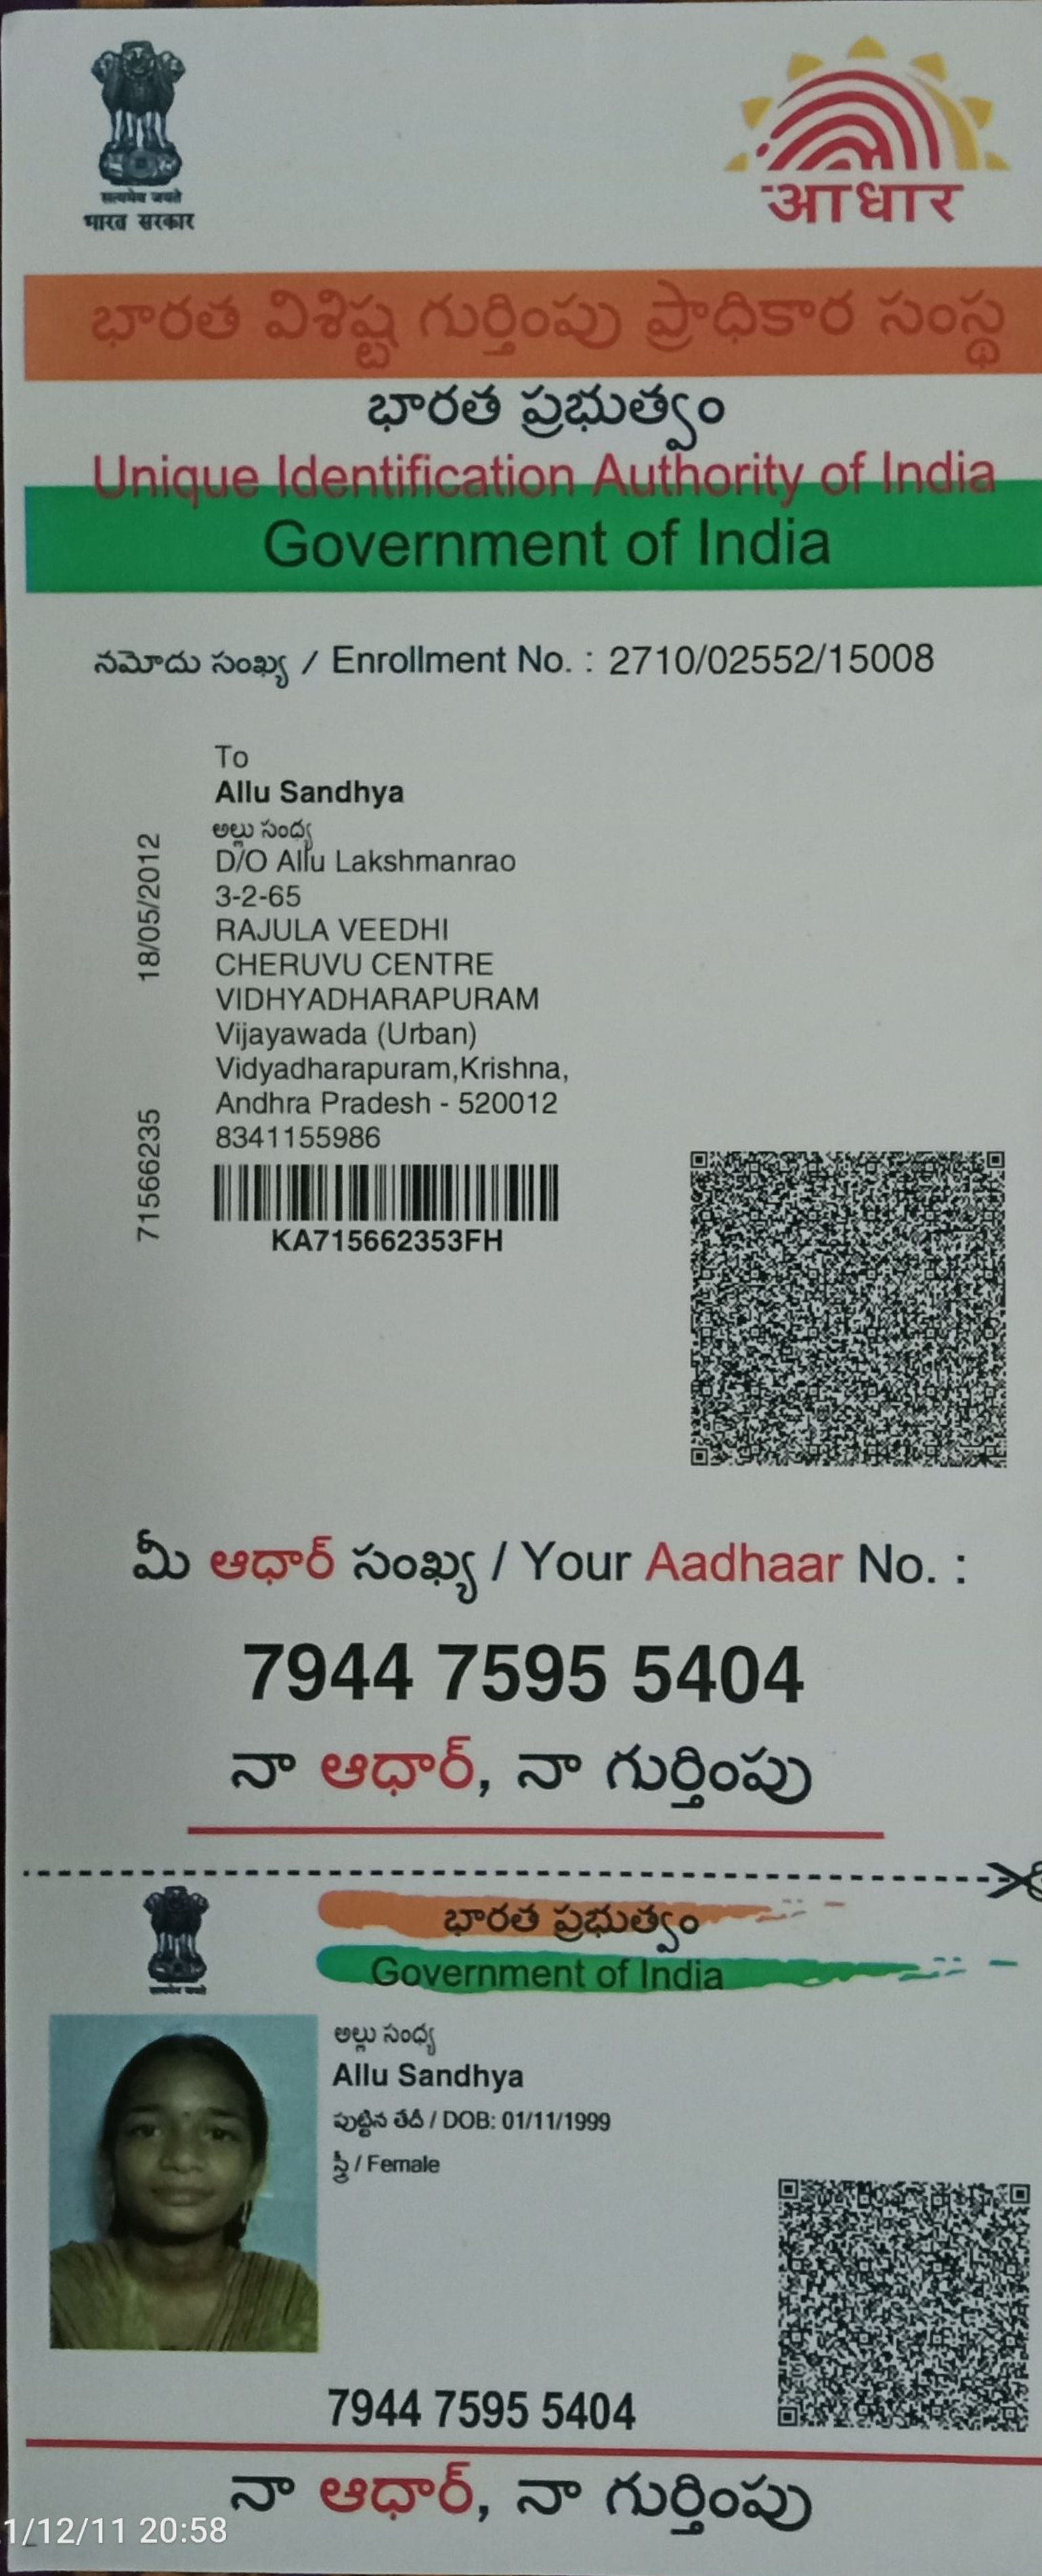 सत्यमेव जयते
भारत सरकार
आधार
భారత విశిష్ట గుర్తింపు ప్రాధికార సంస్థ
భారత ప్రభుత్వం
Unique Identification Authority of India
Government of India
నమోదు సంఖ్య / Enrollment No. : 2710/02552/15008
To
Allu Sandhya
అల్లు సంధ్య
D/O Allu Lakshmanrao
3-2-65
RAJULA VEEDHI
CHERUVU CENTRE
VIDHYADHARAPURAM
Vijayawada (Urban)
Vidyadharapuram,Krishna,
Andhra Pradesh - 520012
8341155986
18/05/2012
71566235
KA715662353FH
మీ ఆధార్ సంఖ్య / Your Aadhaar No. :
7944 7595 5404
నా ఆధార్, నా గుర్తింపు
భారత ప్రభుత్వం
Government of India
सत्यमेव जयते
అల్లు సంధ్య
Allu Sandhya
పుట్టిన తేదీ / DOB: 01/11/1999
స్త్రీ / Female
7944 7595 5404
నా ఆధార్, నా గుర్తింపు
1/12/11 20:58